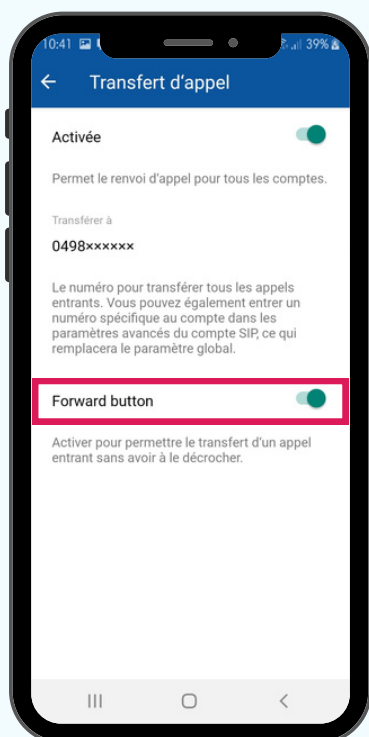 10:41 39%
Transfert d'appel
Activée
Permet le renvoi d'appel pour tous les comptes.
Transférer à
0498××××××
Le numéro pour transférer tous les appels
entrants. Vous pouvez également entrer un
numéro spécifique au compte dans les
paramètres avancés du compte SIP, ce qui
remplacera le paramètre global.
Forward button
Activer pour permettre le transfert d'un appel
entrant sans avoir à le décrocher.